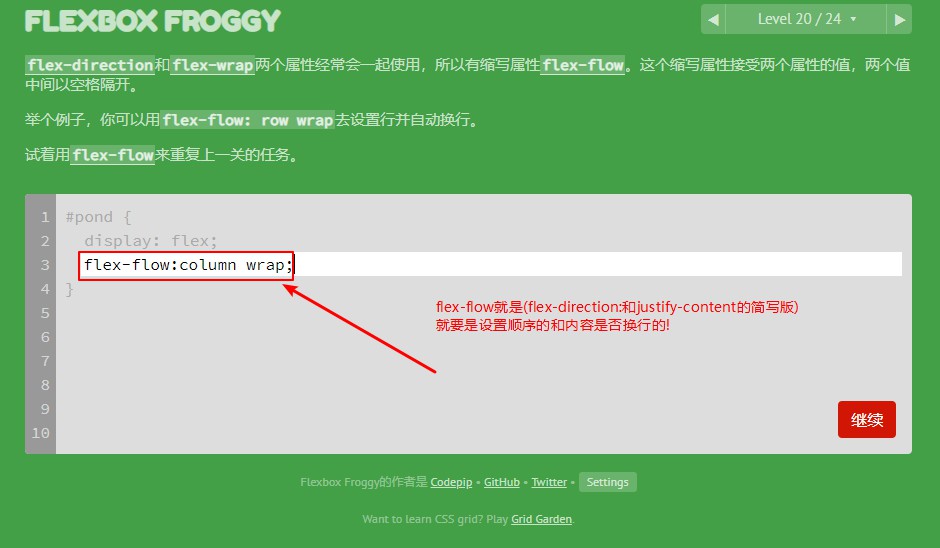 FLEXBOX FROGGY
◀ Level 20 / 24 ▼ ▶
flex-direction和flex-wrap两个属性经常会一起使用，所以有缩写属性flex-flow。这个缩写属性接受两个属性的值，两个值
中间以空格隔开。
举个例子，你可以用flex-flow: row wrap去设置行并自动换行。
试着用flex-flow来重复上一关的任务。
1 #pond {
2 display: flex;
3 flex-flow:column wrap;
4 }
5
6
7
8
9
10
flex-flow就是(flex-direction:和justify-content的简写版)
就要是设置顺序的和内容是否换行的!
继续
Flexbox Froggy的作者是 Codepip • GitHub • Twitter • Settings
Want to learn CSS grid? Play Grid Garden.